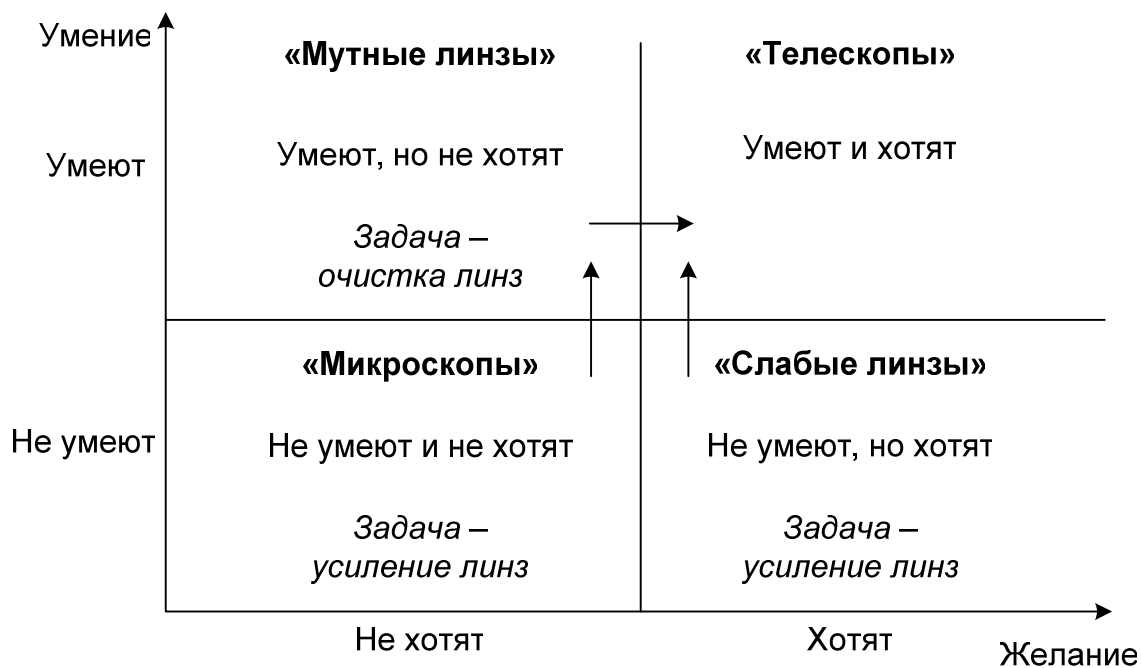 Умение
«Мутные линзы»
«Телескопы»
Умеют
Умеют, но не хотят
Умеют и хотят
Задача –
очистка линз
«Микроскопы»
«Слабые линзы»
Не умеют
Не умеют и не хотят
Не умеют, но хотят
Задача –
усиление линз
Задача –
усиление линз
Не хотят
Хотят
Желание